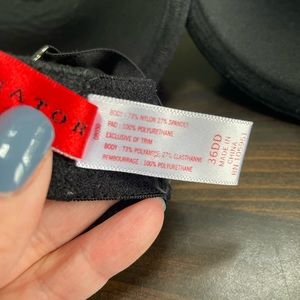 RATOR
BODY : 73% NYLON 27% SPANDEX
PAD : 100% POLYURETHANE
EXCLUSIVE OF TRIM
BODY : 73% POLYAMIDE 27% ELASTHANNE
REMBOURRAGE : 100% POLYURETHANE
36DD
MADE IN
CHINA